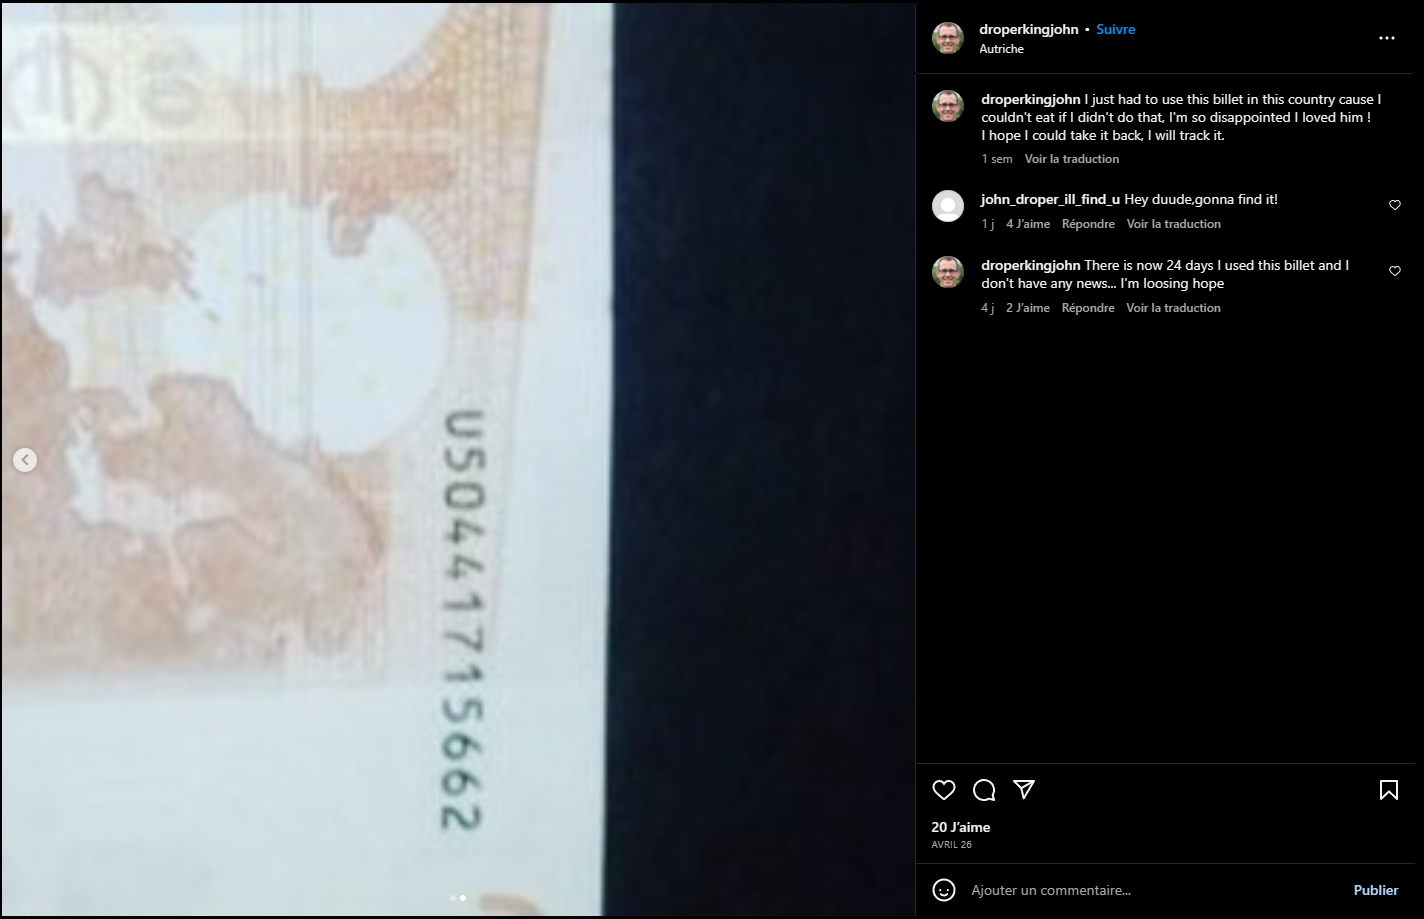 U50441715662
droperkingjohn • Suivre
Autriche
droperkingjohn I just had to use this billet in this country cause I
couldn't eat if I didn't do that, I'm so disappointed I loved him !
I hope I could take it back, I will track it.
1 sem Voir la traduction
john_droper_ill_find_u Hey duude,gonna find it!
1 j 4 J’aime Répondre Voir la traduction
droperkingjohn There is now 24 days I used this billet and I
don't have any news... I'm loosing hope
4 j 2 J’aime Répondre Voir la traduction
20 J’aime
AVRIL 26
Ajouter un commentaire...
Publier